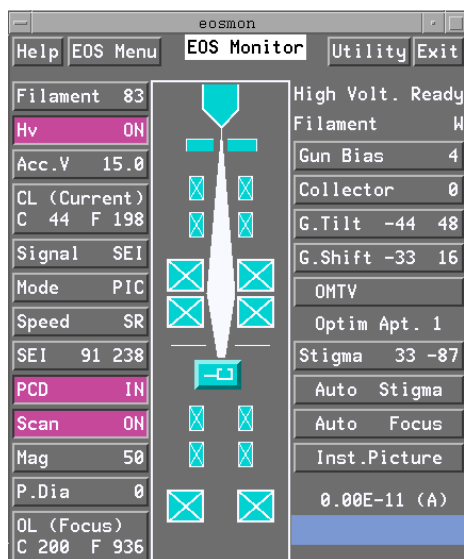 eosmon
Help EOS Menu EOS Monitor Utility Exit
Filament 83
Hv ON
Acc.V 15.0
CL (Current)
C 44 F 198
Signal SEI
Mode PIC
Speed SR
SEI 91 238
PCD IN
Scan ON
Mag 50
P.Dia 0
OL (Focus)
C 200 F 936
High Volt. Ready
Filament W
Gun Bias 4
Collector 0
G.Tilt -44 48
G.Shift -33 16
OMTV
Optim Apt. 1
Stigma 33 -87
Auto Stigma
Auto Focus
Inst.Picture
0.00E-11 (A)